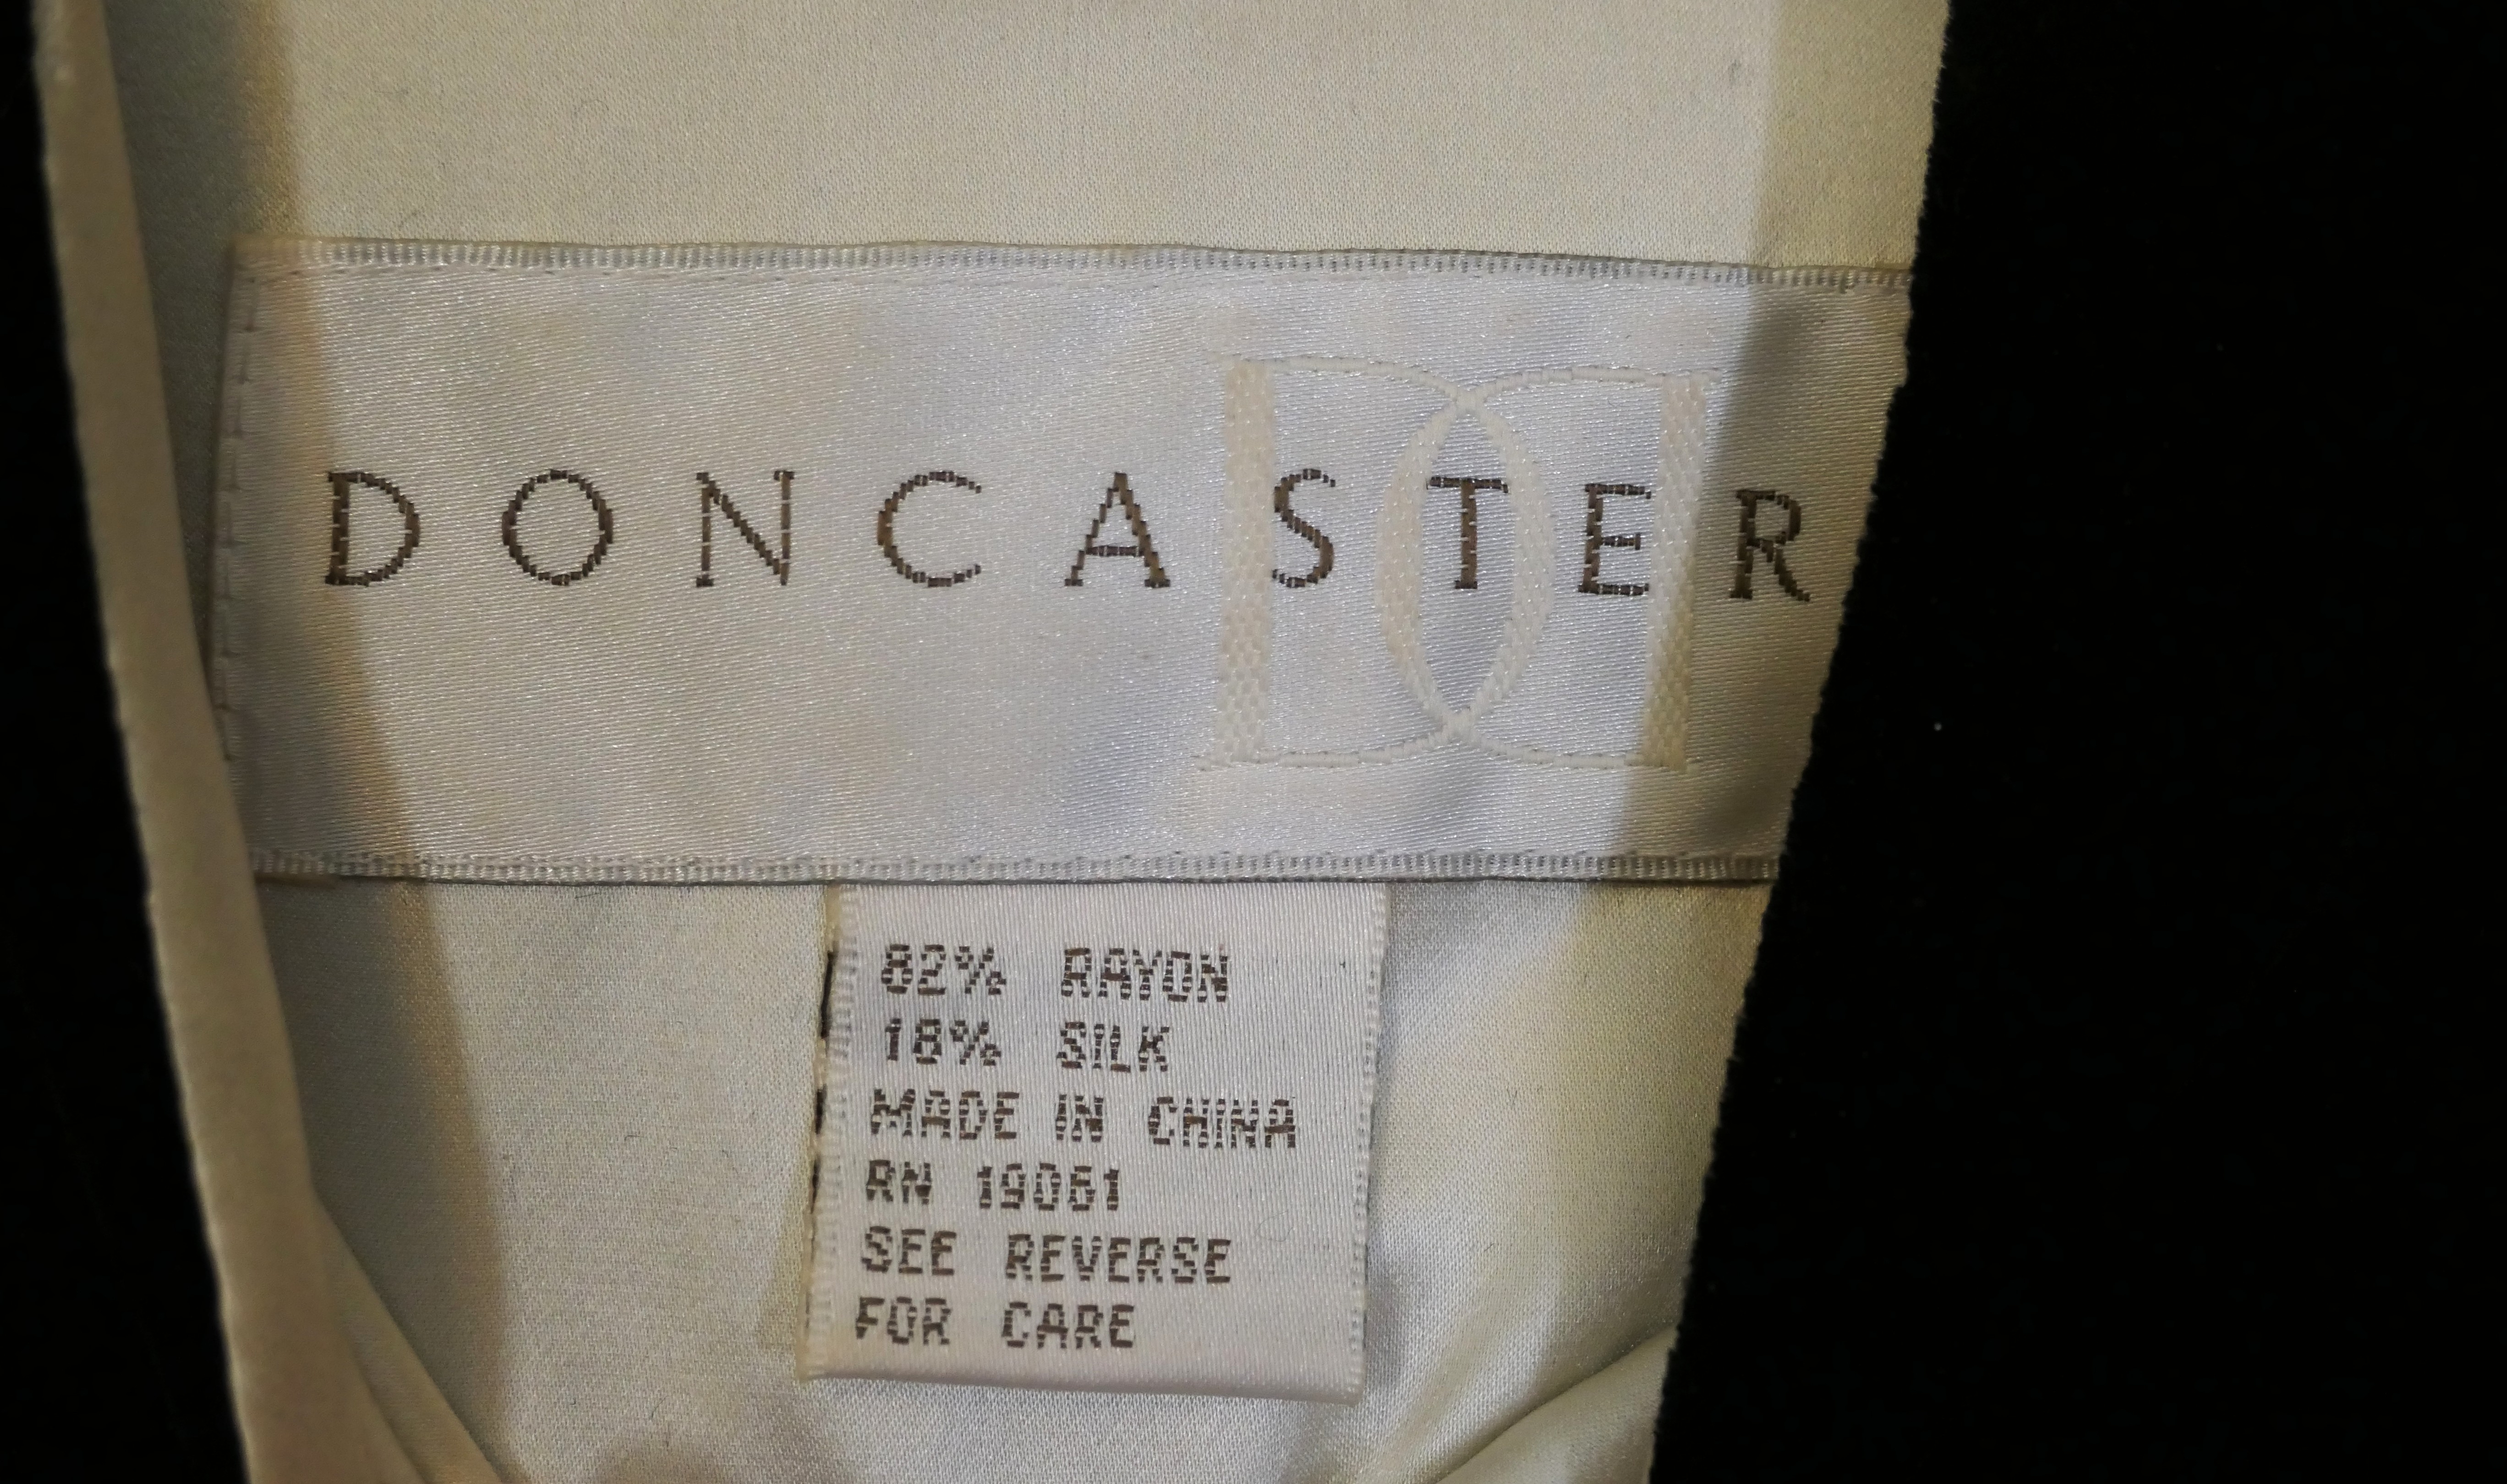 DONCASTER
82% RAYON
18% SILK
MADE IN CHINA
RN 19061
SEE REVERSE
FOR CARE